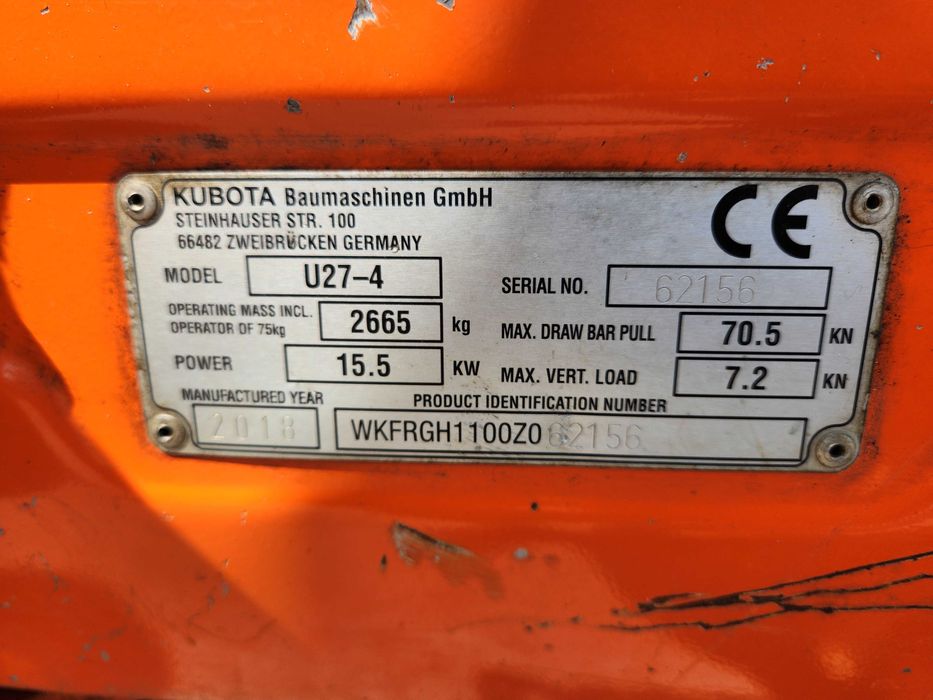 KUBOTA Baumaschinen GmbH
STEINHAUSER STR. 100
66482 ZWEIBRÜCKEN GERMANY
CE
MODEL U27-4
SERIAL NO. 62156
OPERATING MASS INCL.
OPERATOR OF 75kg 2665 kg
MAX. DRAW BAR PULL 70.5 KN
POWER 15.5 KW
MAX. VERT. LOAD 7.2 KN
MANUFACTURED YEAR
2018
PRODUCT IDENTIFICATION NUMBER
WKFRGH1100Z062156